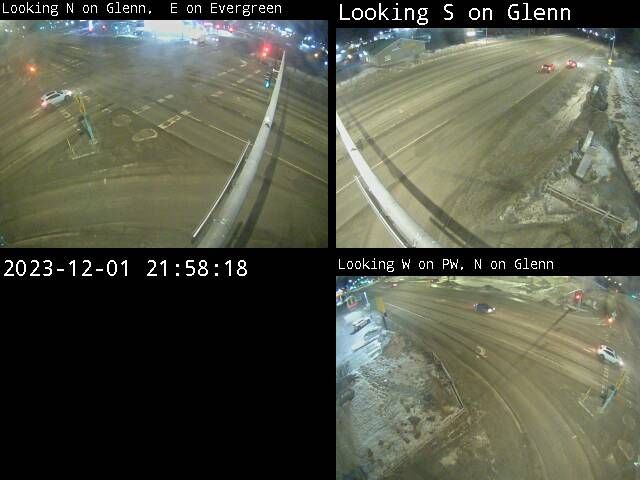 Looking N on Glenn,  E on Evergreen
Looking S on Glenn
2023-12-01 21:58:18
Looking W on PW, N on Glenn